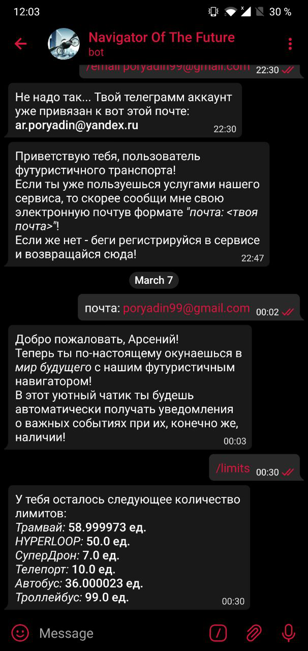 12:03
30 %
Navigator Of The Future
bot
/email poryadin99@gmail.com 22:30
Не надо так... Твой телеграмм аккаунт
уже привязан к вот этой почте:
ar.poryadin@yandex.ru
22:30
Приветствую тебя, пользователь
футуристичного транспорта!
Если ты уже пользуешься услугами нашего
сервиса, то скорее сообщи мне свою
электронную почтув формате "почта: <твоя
почта>"!
Если же нет - беги регистрируйся в сервисе
и возвращайся сюда!
22:47
March 7
почта: poryadin99@gmail.com 00:02
Добро пожаловать, Арсений!
Теперь ты по-настоящему окунаешься в
мир будущего с нашим футуристичным
навигатором!
В этот уютный чатик ты будешь
автоматически получать уведомления
о важных событиях при их, конечно же,
наличии!
00:03
/limits 00:30
У тебя осталось следующее количество
лимитов:
Трамвай: 58.999973 ед.
HYPERLOOP: 50.0 ед.
СуперДрон: 7.0 ед.
Телепорт: 10.0 ед.
Автобус: 36.000023 ед.
Троллейбус: 99.0 ед.
00:30
Message